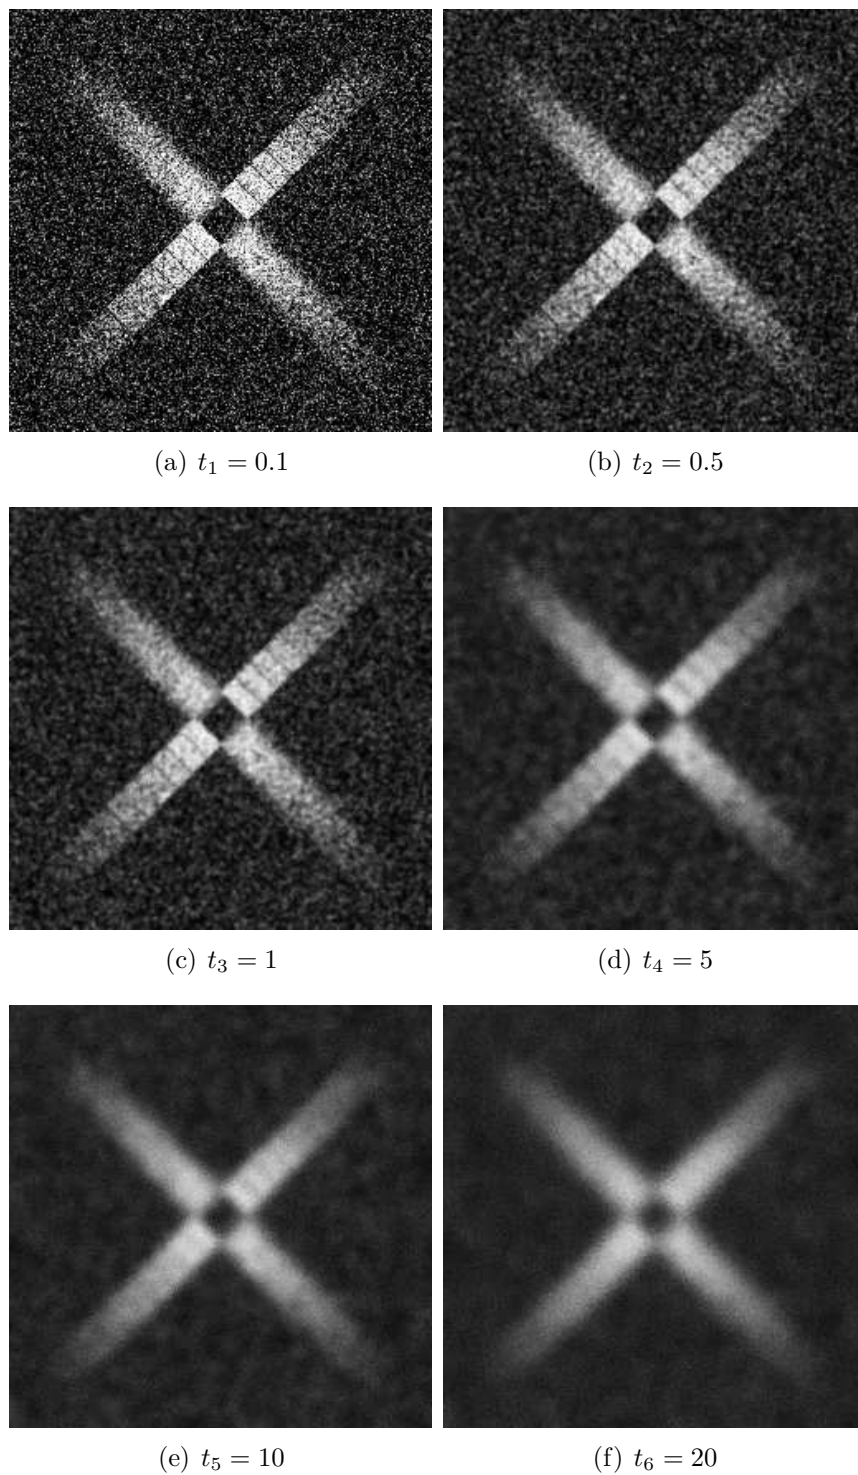 (a) t₁ = 0.1
(b) t₂ = 0.5
(c) t₃ = 1
(d) t₄ = 5
(e) t₅ = 10
(f) t₆ = 20